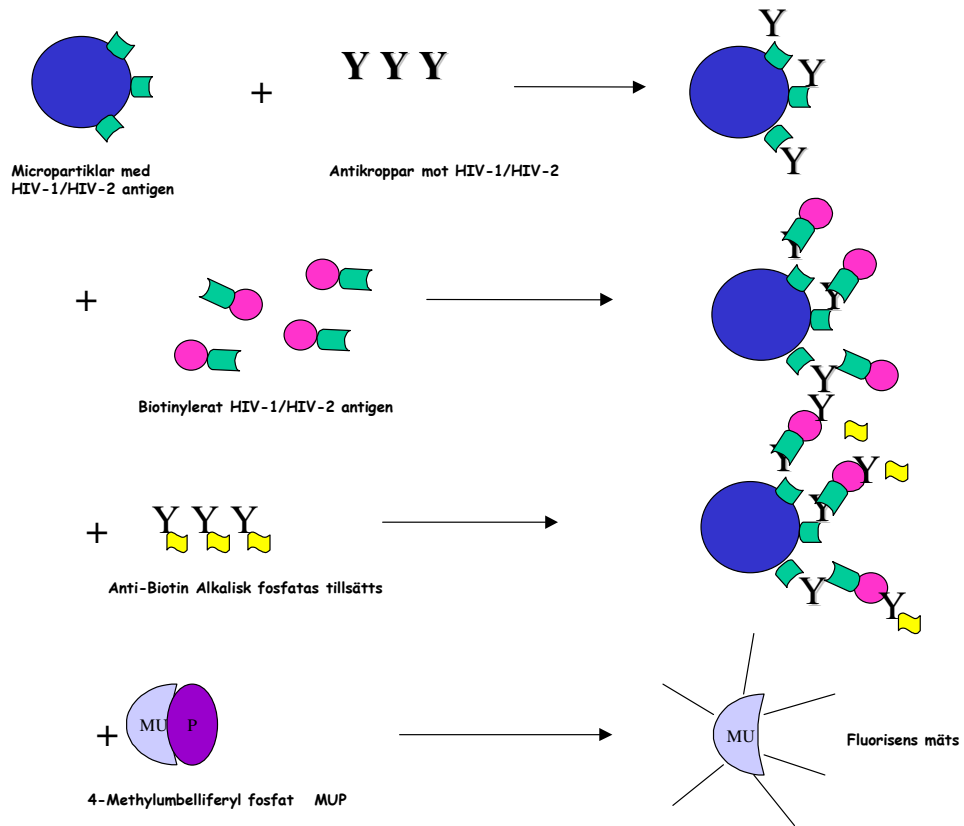 Y
+
Y Y Y
Y
Y
Micropartiklar med
HIV-1/HIV-2 antigen
Antikroppar mot HIV-1/HIV-2
Y
+
Y
Y
Biotinylerat HIV-1/HIV-2 antigen
Y
Y
+
Y Y Y
Y
Y
Y
Anti-Biotin Alkalisk fosfatas tillsätts
Y
Y
+
MU P
MU
Fluorisens mäts
4-Methylumbelliferyl fosfat MUP